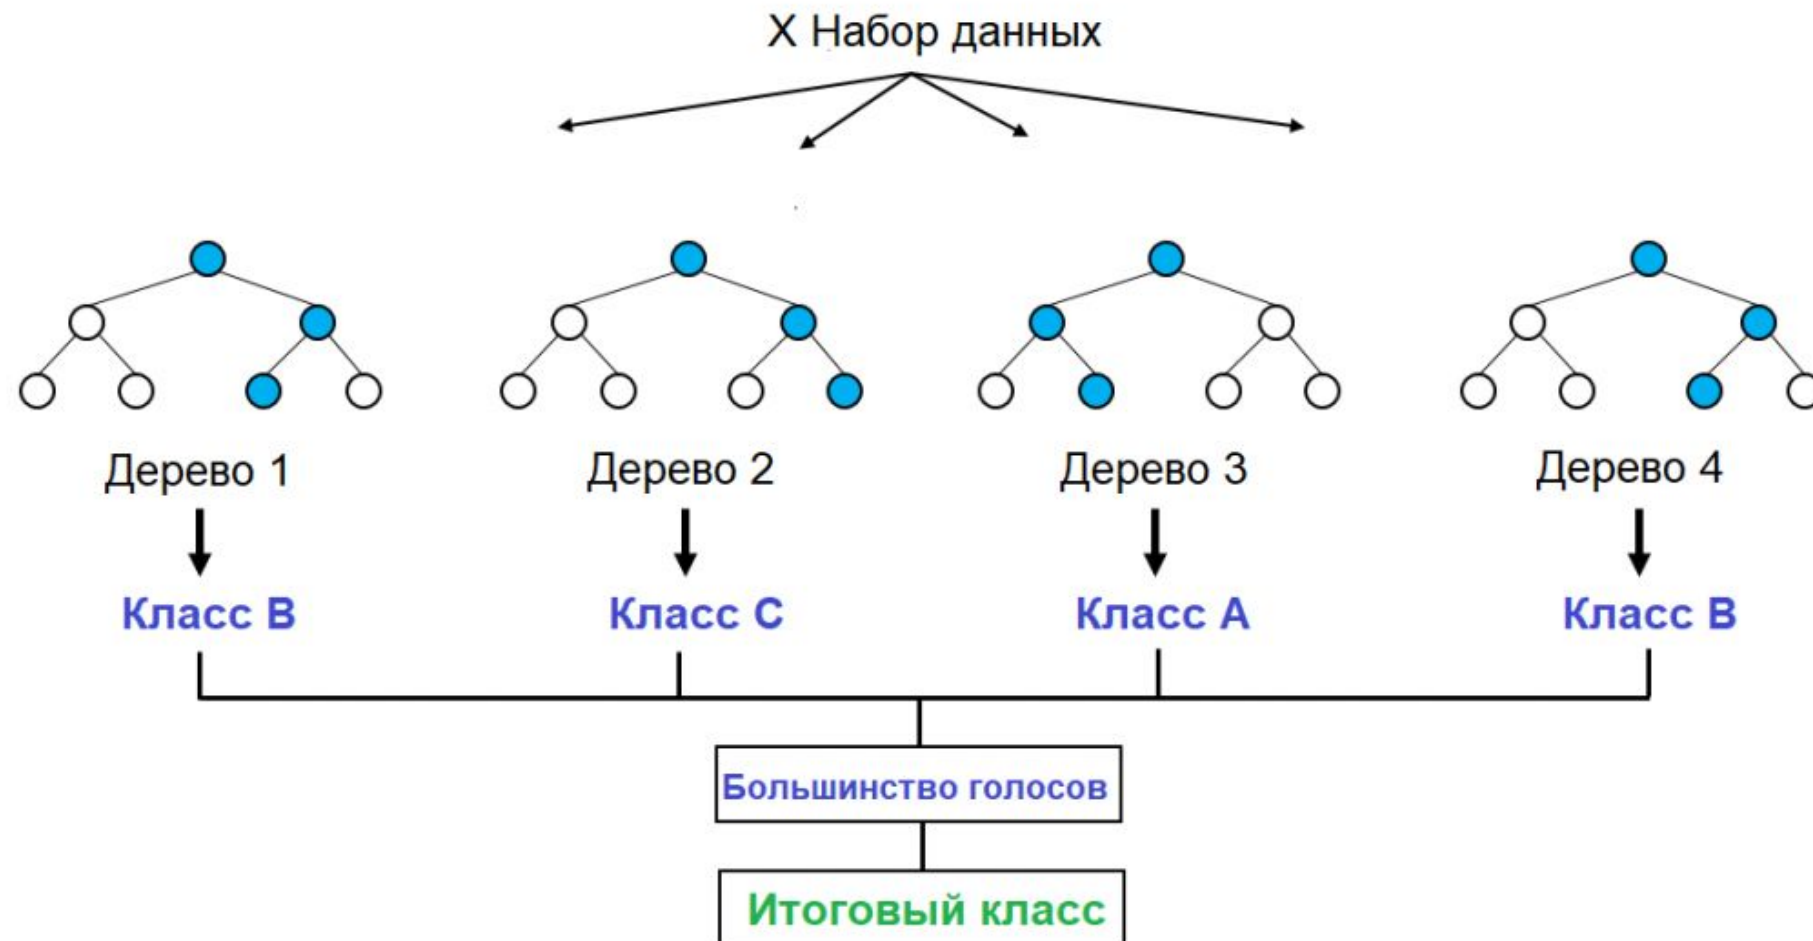 X Набор данных
Дерево 1
Дерево 2
Дерево 3
Дерево 4
Класс B
Класс C
Класс A
Класс B
Большинство голосов
Итоговый класс